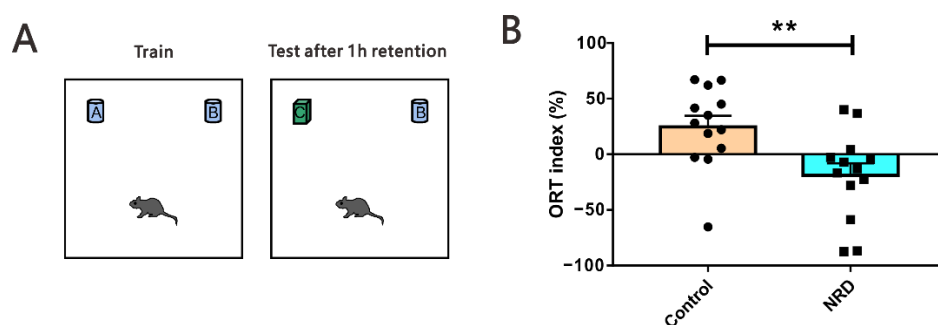 A
Train
Test after 1h retention
A
B
C
B
B
**
ORT index (%)
100
50
0
−50
−100
Control
NRD